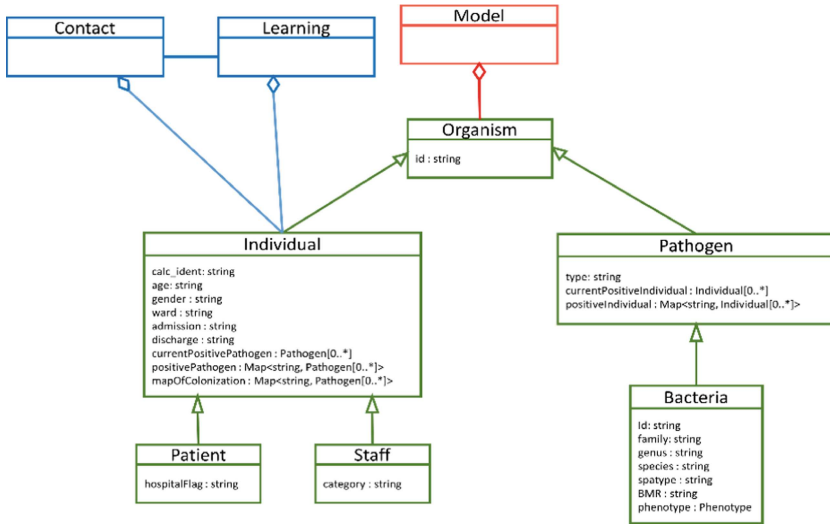 Contact
Learning
Model
Organism
id : string
Individual
calc_ident: string
age: string
gender : string
ward : string
admission : string
discharge : string
currentPositivePathogen : Pathogen[0..*]
positivePathogen : Map<string, Pathogen[0..*]>
mapOfColonization : Map<string, Pathogen[0..*]>
Pathogen
type: string
currentPositiveIndividual : Individual[0..*]
positiveIndividual : Map<string, Individual[0..*]>
Patient
hospitalFlag : string
Staff
category : string
Bacteria
Id: string
family: string
genus : string
species : string
spatype : string
BMR : string
phenotype : Phenotype